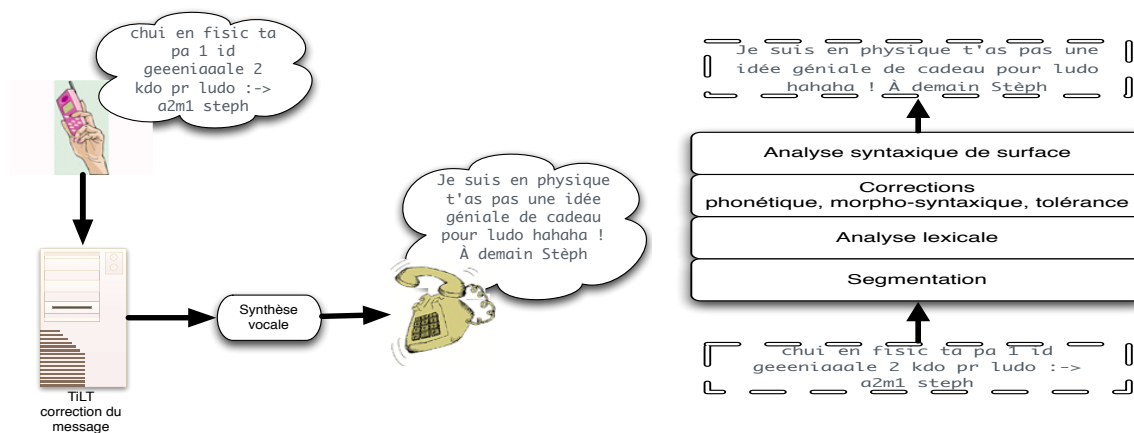 chui en fisic ta
pa 1 id
geeeniaaale 2
kdo pr ludo :->
a2m1 steph
TiLT
correction du
message
Synthèse
vocale
Je suis en physique
t'as pas une idée
géniale de cadeau
pour ludo hahaha !
À demain Stèph
Je suis en physique t'as pas une
idée géniale de cadeau pour ludo
hahaha ! À demain Stèph
Analyse syntaxique de surface
Corrections
phonétique, morpho-syntaxique, tolérance
Analyse lexicale
Segmentation
chui en fisic ta pa 1 id
geeeniaaale 2 kdo pr ludo :->
a2m1 steph